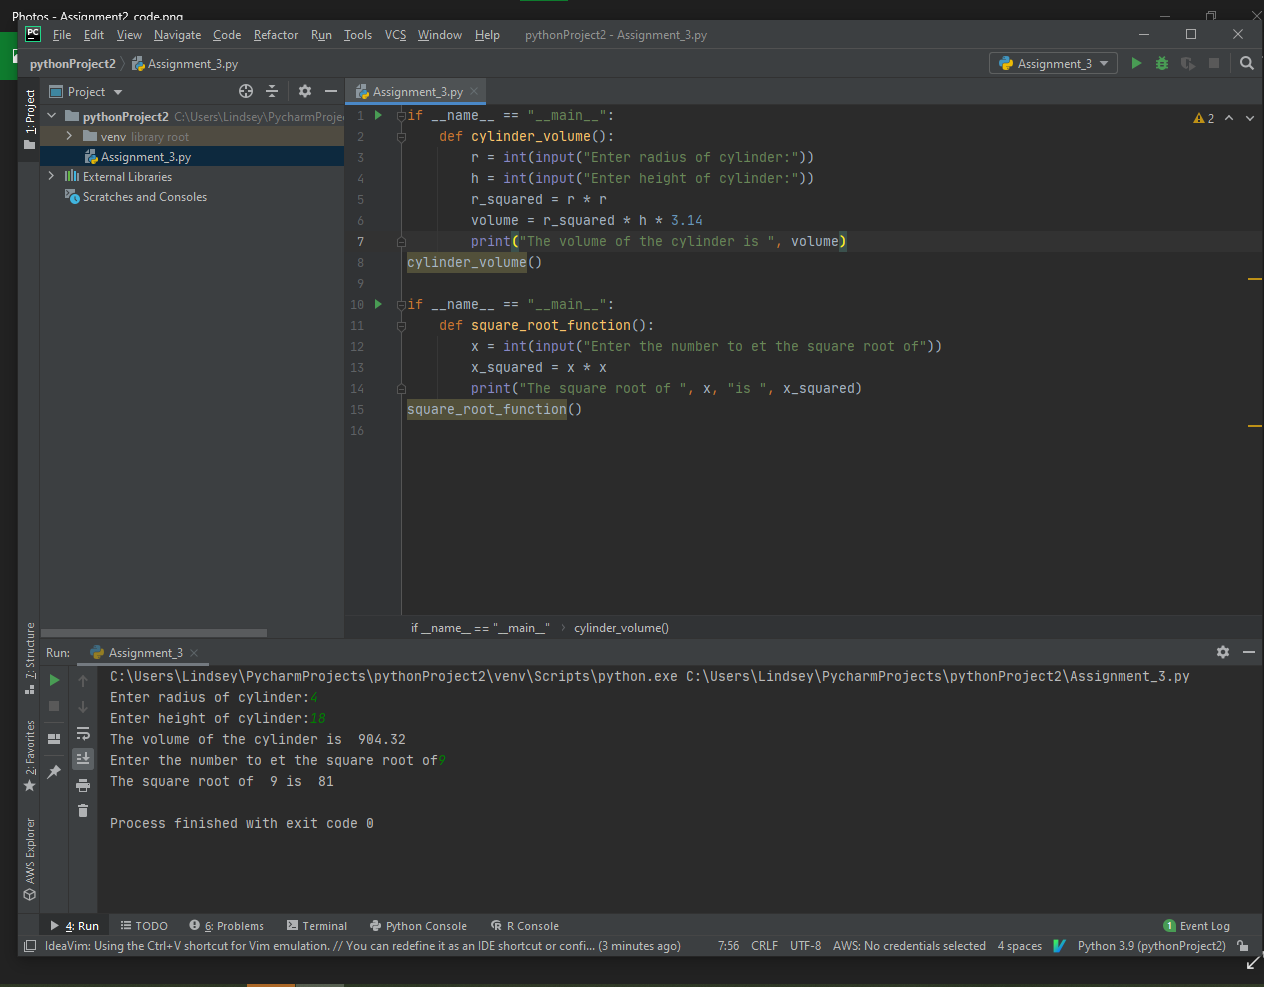 Photos - Assignment2_code.png
PC File Edit View Navigate Code Refactor Run Tools VCS Window Help pythonProject2 - Assignment_3.py
pythonProject2 Assignment_3.py Assignment_3
1: Project
Project
pythonProject2 C:\Users\Lindsey\PycharmProjec
venv library root
Assignment_3.py
External Libraries
Scratches and Consoles
Assignment_3.py
2
1 if __name__ == "__main__":
2 def cylinder_volume():
3 r = int(input("Enter radius of cylinder:"))
4 h = int(input("Enter height of cylinder:"))
5 r_squared = r * r
6 volume = r_squared * h * 3.14
7 print("The volume of the cylinder is ", volume)
8 cylinder_volume()
9
10 if __name__ == "__main__":
11 def square_root_function():
12 x = int(input("Enter the number to et the square root of"))
13 x_squared = x * x
14 print("The square root of ", x, "is ", x_squared)
15 square_root_function()
16
if __name__ == "__main__" cylinder_volume()
7: Structure
2: Favorites
AWS Explorer
Run: Assignment_3
C:\Users\Lindsey\PycharmProjects\pythonProject2\venv\Scripts\python.exe C:\Users\Lindsey\PycharmProjects\pythonProject2\Assignment_3.py
Enter radius of cylinder:4
Enter height of cylinder:18
The volume of the cylinder is  904.32
Enter the number to et the square root of9
The square root of  9 is  81
Process finished with exit code 0
4: Run TODO 6: Problems Terminal Python Console R Console 1 Event Log
IdeaVim: Using the Ctrl+V shortcut for Vim emulation. // You can redefine it as an IDE shortcut or confi... (3 minutes ago) 7:56 CRLF UTF-8 AWS: No credentials selected 4 spaces Python 3.9 (pythonProject2)